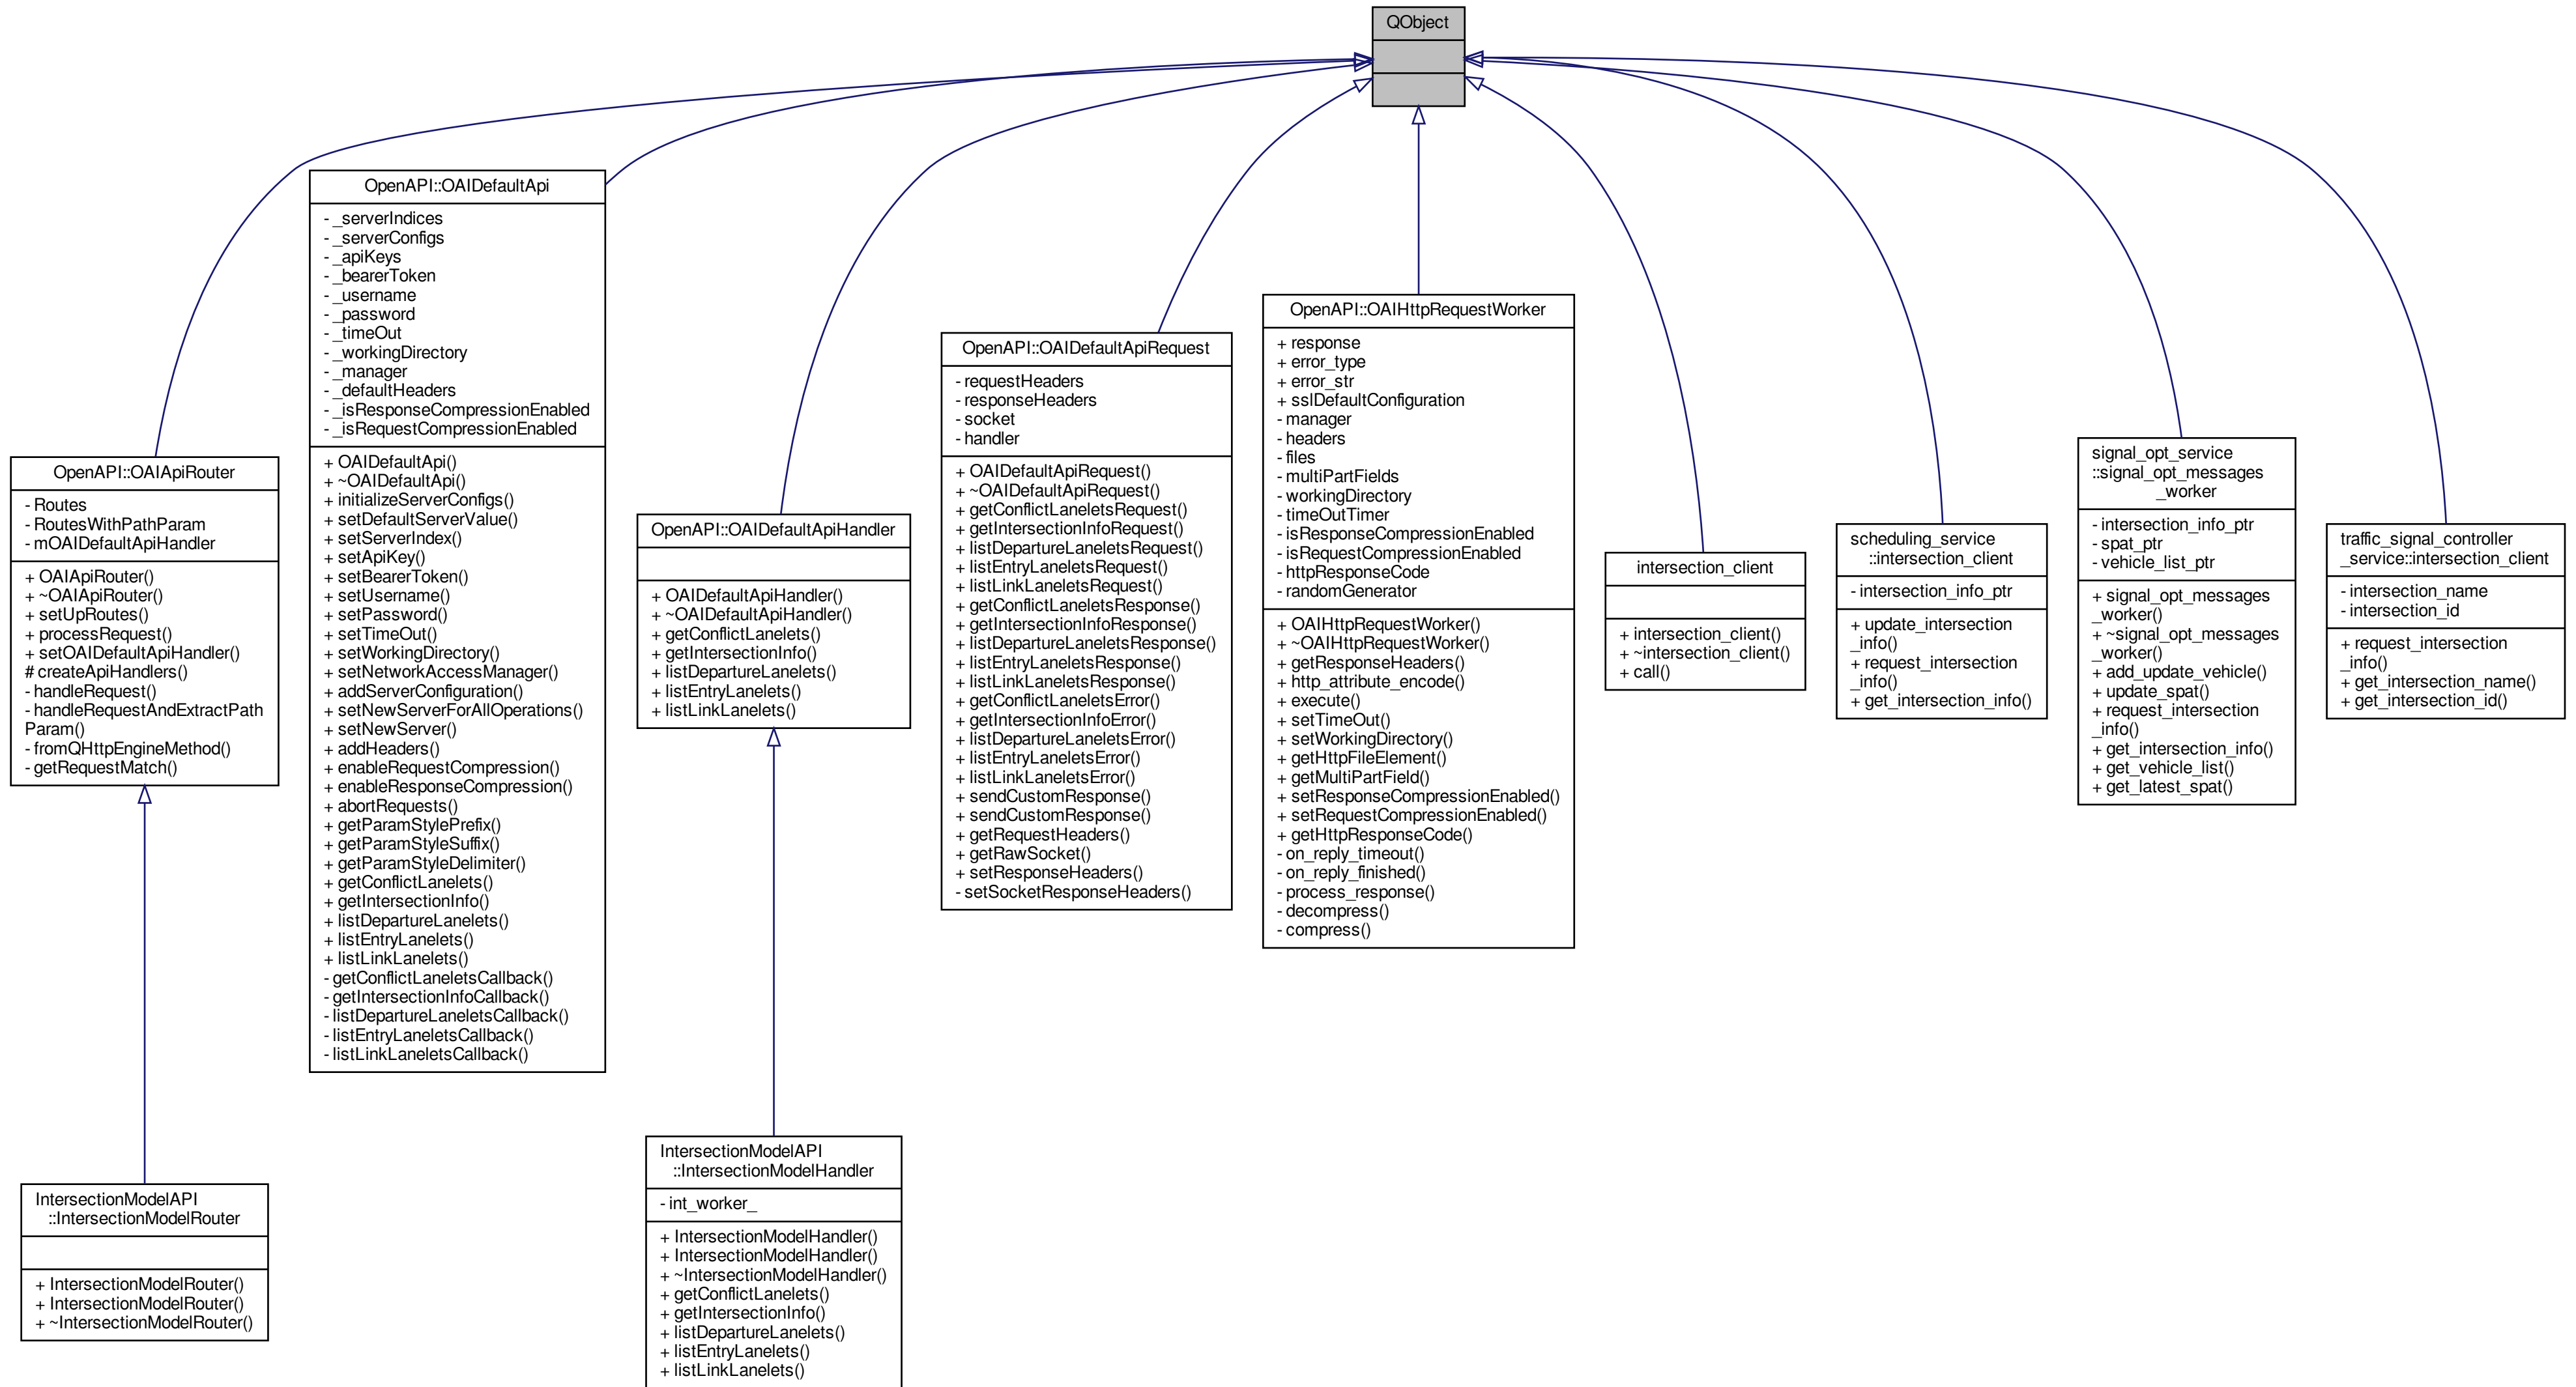 QObject
OpenAPI::OAIApiRouter
- Routes
- RoutesWithPathParam
- mOAIDefaultApiHandler
+ OAIApiRouter()
+ ~OAIApiRouter()
+ setUpRoutes()
+ processRequest()
+ setOAIDefaultApiHandler()
# createApiHandlers()
- handleRequest()
- handleRequestAndExtractPath
Param()
- fromQHttpEngineMethod()
- getRequestMatch()
OpenAPI::OAIDefaultApi
- _serverIndices
- _serverConfigs
- _apiKeys
- _bearerToken
- _username
- _password
- _timeOut
- _workingDirectory
- _manager
- _defaultHeaders
- _isResponseCompressionEnabled
- _isRequestCompressionEnabled
+ OAIDefaultApi()
+ ~OAIDefaultApi()
+ initializeServerConfigs()
+ setDefaultServerValue()
+ setServerIndex()
+ setApiKey()
+ setBearerToken()
+ setUsername()
+ setPassword()
+ setTimeOut()
+ setWorkingDirectory()
+ setNetworkAccessManager()
+ addServerConfiguration()
+ setNewServerForAllOperations()
+ setNewServer()
+ addHeaders()
+ enableRequestCompression()
+ enableResponseCompression()
+ abortRequests()
+ getParamStylePrefix()
+ getParamStyleSuffix()
+ getParamStyleDelimiter()
+ getConflictLanelets()
+ getIntersectionInfo()
+ listDepartureLanelets()
+ listEntryLanelets()
+ listLinkLanelets()
- getConflictLaneletsCallback()
- getIntersectionInfoCallback()
- listDepartureLaneletsCallback()
- listEntryLaneletsCallback()
- listLinkLaneletsCallback()
OpenAPI::OAIDefaultApiHandler
+ OAIDefaultApiHandler()
+ ~OAIDefaultApiHandler()
+ getConflictLanelets()
+ getIntersectionInfo()
+ listDepartureLanelets()
+ listEntryLanelets()
+ listLinkLanelets()
OpenAPI::OAIDefaultApiRequest
- requestHeaders
- responseHeaders
- socket
- handler
+ OAIDefaultApiRequest()
+ ~OAIDefaultApiRequest()
+ getConflictLaneletsRequest()
+ getIntersectionInfoRequest()
+ listDepartureLaneletsRequest()
+ listEntryLaneletsRequest()
+ listLinkLaneletsRequest()
+ getConflictLaneletsResponse()
+ getIntersectionInfoResponse()
+ listDepartureLaneletsResponse()
+ listEntryLaneletsResponse()
+ listLinkLaneletsResponse()
+ getConflictLaneletsError()
+ getIntersectionInfoError()
+ listDepartureLaneletsError()
+ listEntryLaneletsError()
+ listLinkLaneletsError()
+ sendCustomResponse()
+ sendCustomResponse()
+ getRequestHeaders()
+ getRawSocket()
+ setResponseHeaders()
- setSocketResponseHeaders()
OpenAPI::OAIHttpRequestWorker
+ response
+ error_type
+ error_str
+ sslDefaultConfiguration
- manager
- headers
- files
- multiPartFields
- workingDirectory
- timeOutTimer
- isResponseCompressionEnabled
- isRequestCompressionEnabled
- httpResponseCode
- randomGenerator
+ OAIHttpRequestWorker()
+ ~OAIHttpRequestWorker()
+ getResponseHeaders()
+ http_attribute_encode()
+ execute()
+ setTimeOut()
+ setWorkingDirectory()
+ getHttpFileElement()
+ getMultiPartField()
+ setResponseCompressionEnabled()
+ setRequestCompressionEnabled()
+ getHttpResponseCode()
- on_reply_timeout()
- on_reply_finished()
- process_response()
- decompress()
- compress()
intersection_client
+ intersection_client()
+ ~intersection_client()
+ call()
scheduling_service
::intersection_client
- intersection_info_ptr
+ update_intersection
_info()
+ request_intersection
_info()
+ get_intersection_info()
signal_opt_service
::signal_opt_messages
_worker
- intersection_info_ptr
- spat_ptr
- vehicle_list_ptr
+ signal_opt_messages
_worker()
+ ~signal_opt_messages
_worker()
+ add_update_vehicle()
+ update_spat()
+ request_intersection
_info()
+ get_intersection_info()
+ get_vehicle_list()
+ get_latest_spat()
traffic_signal_controller
_service::intersection_client
- intersection_name
- intersection_id
+ request_intersection
_info()
+ get_intersection_name()
+ get_intersection_id()
IntersectionModelAPI
::IntersectionModelRouter
+ IntersectionModelRouter()
+ IntersectionModelRouter()
+ ~IntersectionModelRouter()
IntersectionModelAPI
::IntersectionModelHandler
- int_worker_
+ IntersectionModelHandler()
+ IntersectionModelHandler()
+ ~IntersectionModelHandler()
+ getConflictLanelets()
+ getIntersectionInfo()
+ listDepartureLanelets()
+ listEntryLanelets()
+ listLinkLanelets()